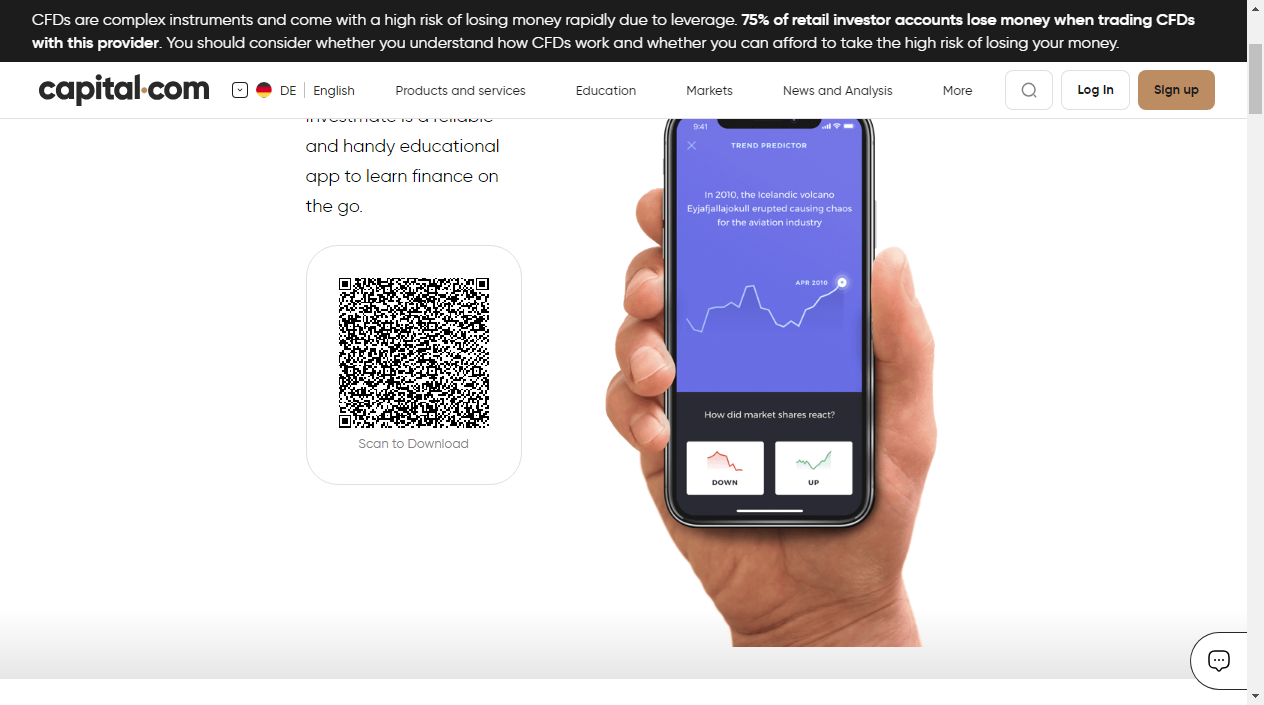 CFDs are complex instruments and come with a high risk of losing money rapidly due to leverage. 75% of retail investor accounts lose money when trading CFDs
with this provider. You should consider whether you understand how CFDs work and whether you can afford to take the high risk of losing your money.
capital.com DE English Products and services Education Markets News and Analysis More Log In Sign up
Investmate is a reliable
and handy educational
app to learn finance on
the go.
Scan to Download
9:41
TREND PREDICTOR
In 2010, the Icelandic volcano
Eyjafjallajokull erupted causing chaos
for the aviation industry
APR 2010
How did market shares react?
DOWN UP